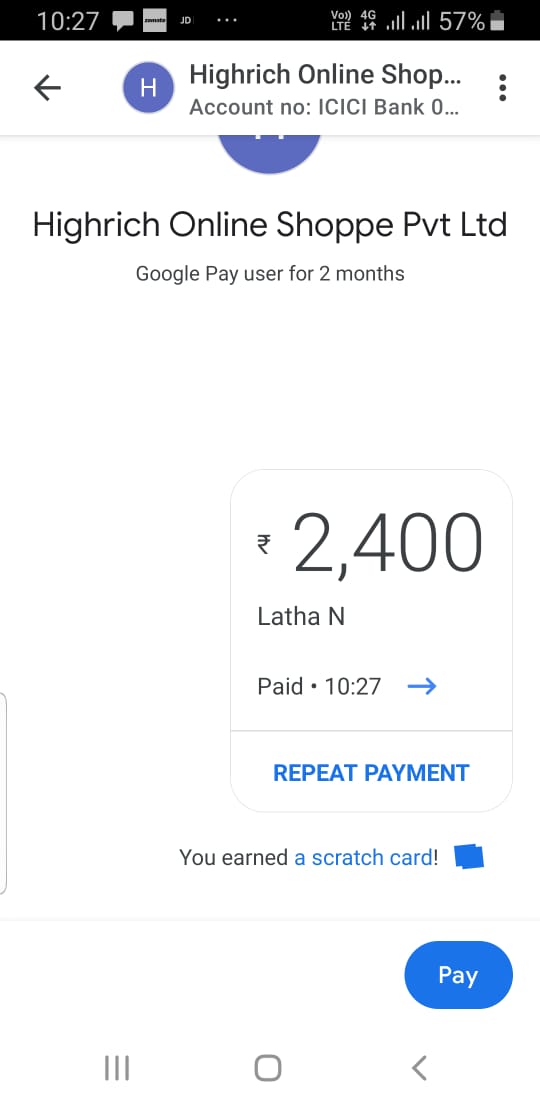 10:27 zomato JD ... Vo)) LTE 4G 57%
H Highrich Online Shop...
Account no: ICICI Bank 0...
Highrich Online Shoppe Pvt Ltd
Google Pay user for 2 months
₹ 2,400
Latha N
Paid • 10:27 →
REPEAT PAYMENT
You earned a scratch card!
Pay